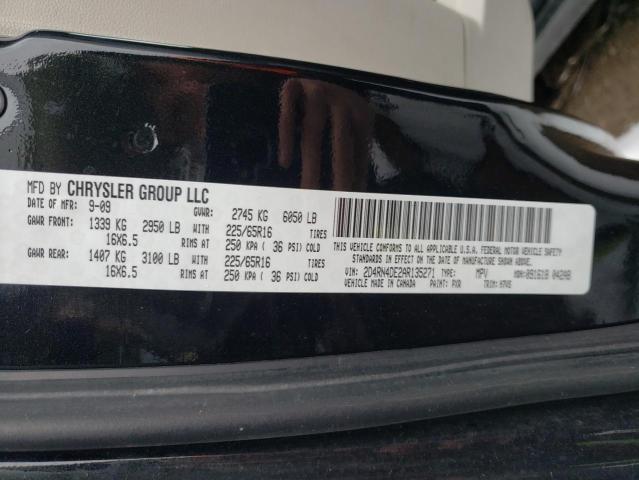 MFD BY CHRYSLER GROUP LLC
DATE OF MFR: 9-09 GVWR: 2745 KG 6050 LB
GAWR FRONT: 1339 KG 2950 LB WITH 225/65R16 TIRES
16X6.5 RIMS AT 250 KPA ( 36 PSI) COLD
GAWR REAR: 1407 KG 3100 LB WITH 225/65R16 TIRES
16X6.5 RIMS AT 250 KPA ( 36 PSI) COLD
THIS VEHICLE CONFORMS TO ALL APPLICABLE U.S.A. FEDERAL MOTOR VEHICLE SAFETY
STANDARDS IN EFFECT ON THE DATE OF MANUFACTURE SHOWN ABOVE.
VIN: 2D4RN4DE2AR135271 TYPE: MPV MDH: 091618 042AB
VEHICLE MADE IN CANADA PAINT: PXR TRIM: